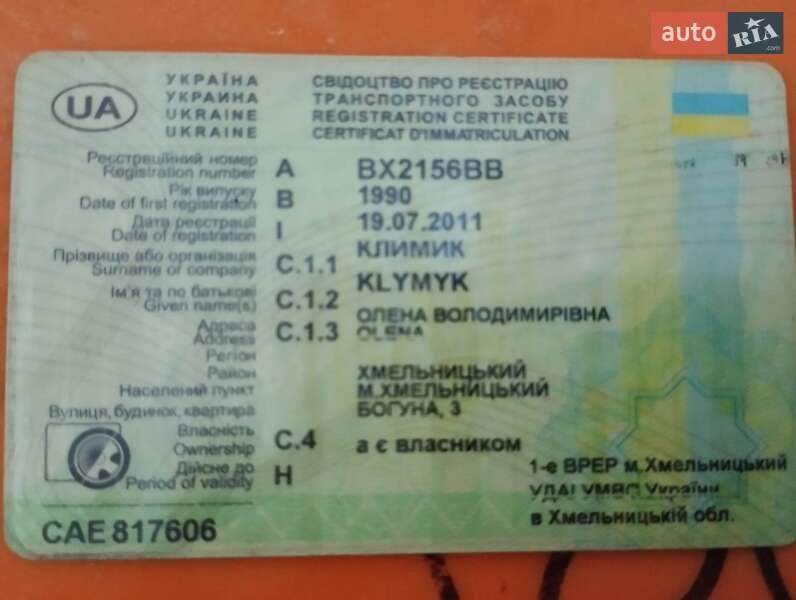 auto RIA .com
UA
УКРАЇНА
УКРАИНА
UKRAINE
UKRAINE
СВІДОЦТВО ПРО РЕЄСТРАЦІЮ
ТРАНСПОРТНОГО ЗАСОБУ
REGISTRATION CERTIFICATE
CERTIFICAT D'IMMATRICULATION
Реєстраційний номер
Registration number A BX2156BB
Рік випуску
Date of first registration B 1990
Дата реєстрації
Date of registration I 19.07.2011
Прізвище або організація
Surname or company C.1.1 КЛИМИК
KLYMYK
Ім'я та по батькові
Given name(s) C.1.2 ОЛЕНА ВОЛОДИМИРІВНА
OLENA
Адреса
Address C.1.3
Регіон
Район ХМЕЛЬНИЦЬКИЙ
Населений пункт М.ХМЕЛЬНИЦЬКИЙ
Вулиця, будинок, квартира БОГУНА, 3
Власність
Ownership C.4 а є власником
Дійсне до
Period of validity H
1-е ВРЕР м.Хмельницький
УДАІ УМВС України
в Хмельницькій обл.
CAE 817606